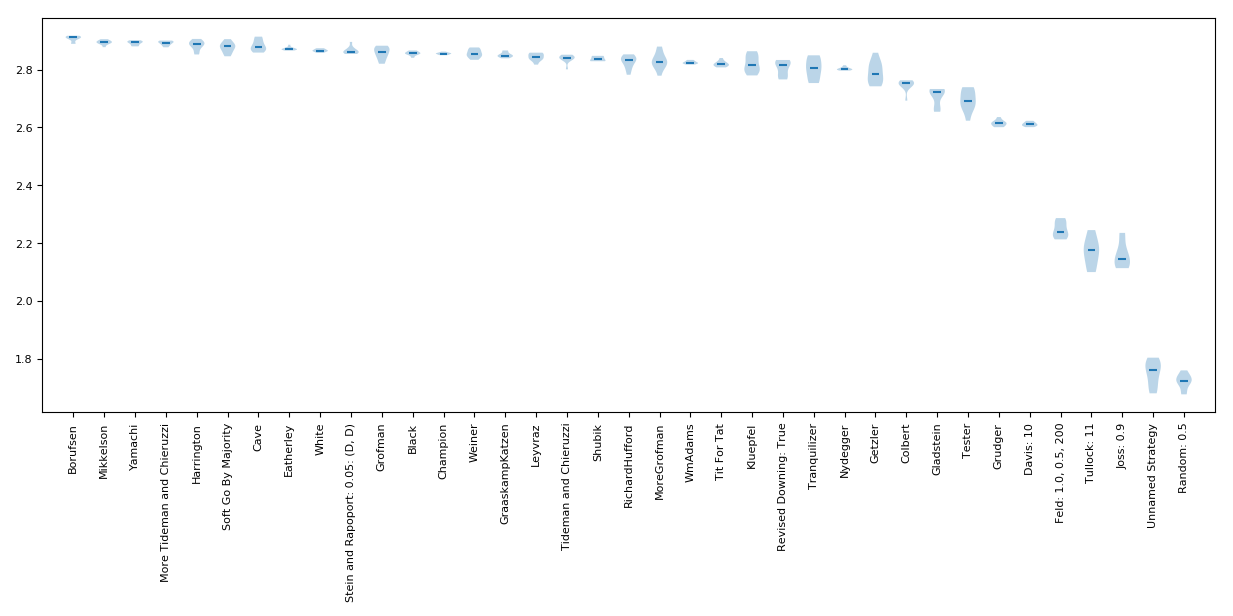 2.8
2.6
2.4
2.2
2.0
1.8
Borufsen
Mikkelson
Yamachi
More Tideman and Chieruzzi
Harrington
Soft Go By Majority
Cave
Eatherley
White
Stein and Rapoport: 0.05: (D, D)
Grofman
Black
Champion
Weiner
GraaskampKatzen
Leyvraz
Tideman and Chieruzzi
Shubik
RichardHufford
MoreGrofman
WmAdams
Tit For Tat
Kluepfel
Revised Downing: True
Tranquilizer
Nydegger
Getzler
Colbert
Gladstein
Tester
Grudger
Davis: 10
Feld: 1.0, 0.5, 200
Tullock: 11
Joss: 0.9
Unnamed Strategy
Random: 0.5